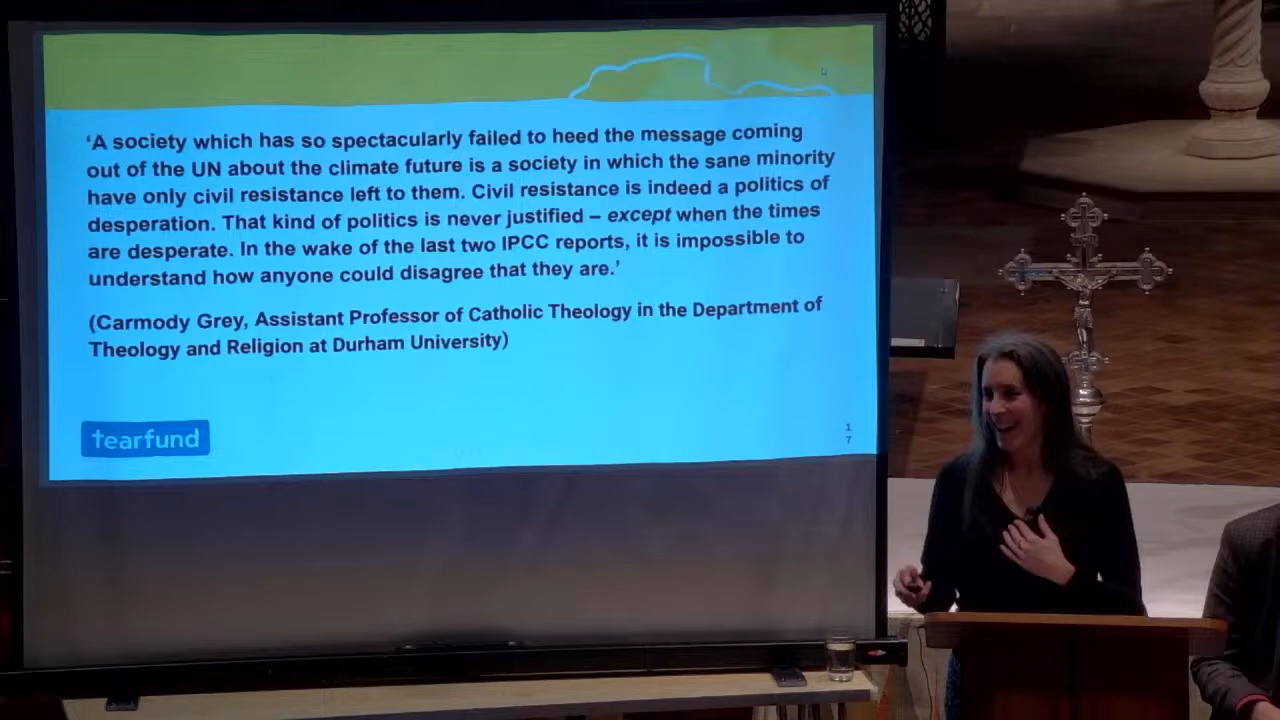 ‘A society which has so spectacularly failed to heed the message coming
out of the UN about the climate future is a society in which the sane minority
have only civil resistance left to them. Civil resistance is indeed a politics of
desperation. That kind of politics is never justified – except when the times
are desperate. In the wake of the last two IPCC reports, it is impossible to
understand how anyone could disagree that they are.’
(Carmody Grey, Assistant Professor of Catholic Theology in the Department of
Theology and Religion at Durham University)
tearfund
1
7